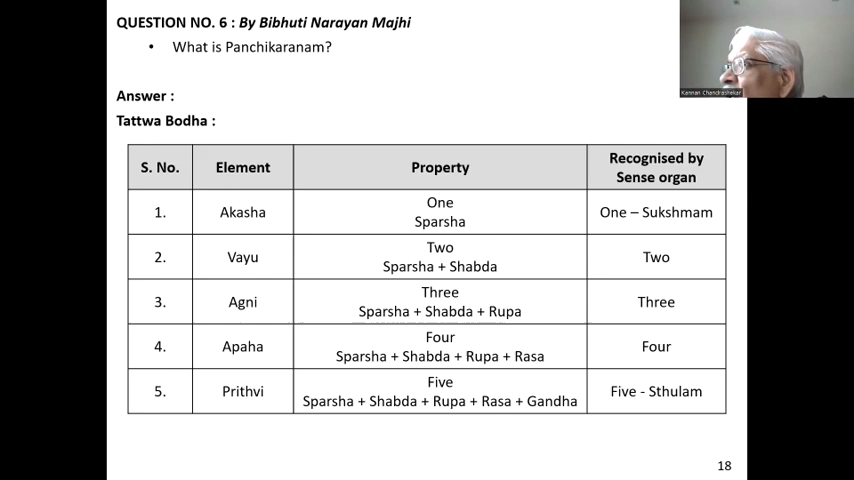 QUESTION NO. 6 : By Bibhuti Narayan Majhi
• What is Panchikaranam?
Kannan Chandrashekar
Answer :
Tattwa Bodha :
S. No. Element Property Recognised by Sense organ
1. Akasha One Sparsha One – Sukshmam
2. Vayu Two Sparsha + Shabda Two
3. Agni Three Sparsha + Shabda + Rupa Three
4. Apaha Four Sparsha + Shabda + Rupa + Rasa Four
5. Prithvi Five Sparsha + Shabda + Rupa + Rasa + Gandha Five - Sthulam
18